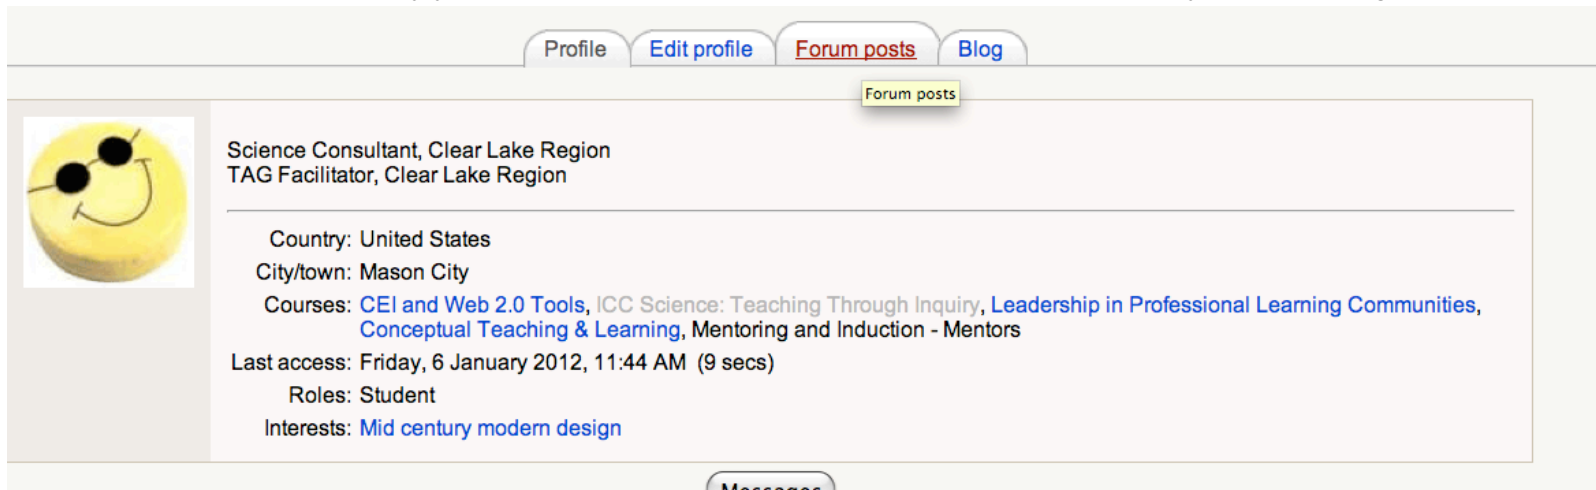 Profile Edit profile Forum posts Blog
Forum posts
Science Consultant, Clear Lake Region
TAG Facilitator, Clear Lake Region
Country: United States
City/town: Mason City
Courses: CEI and Web 2.0 Tools, ICC Science: Teaching Through Inquiry, Leadership in Professional Learning Communities,
Conceptual Teaching & Learning, Mentoring and Induction - Mentors
Last access: Friday, 6 January 2012, 11:44 AM (9 secs)
Roles: Student
Interests: Mid century modern design
Messages